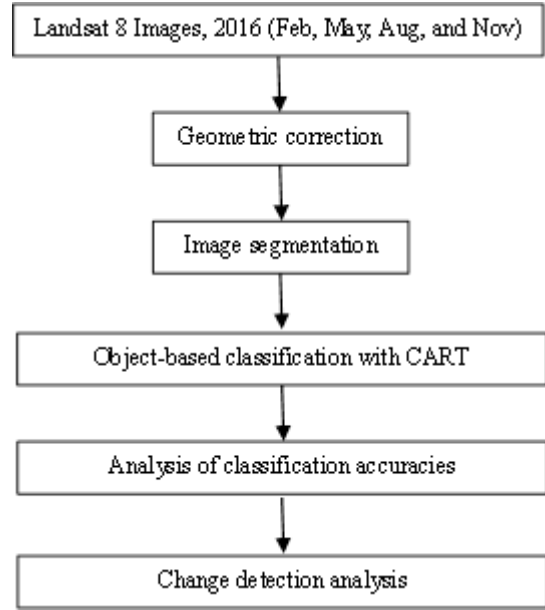 Landsat 8 Images, 2016 (Feb, May, Aug, and Nov)
Geometric correction
Image segmentation
Object-based classification with CART
Analysis of classification accuracies
Change detection analysis